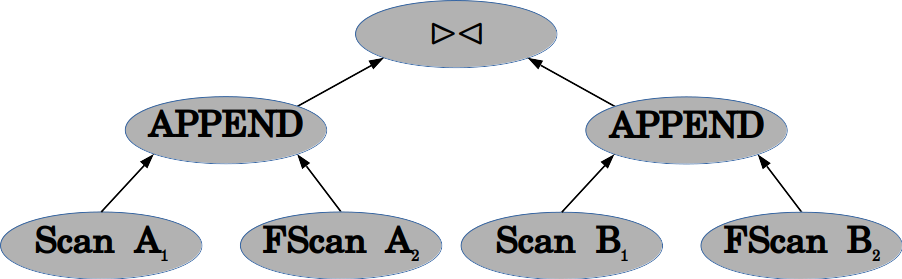 ▷◁
APPEND APPEND
Scan A₁ FScan A₂ Scan B₁ FScan B₂